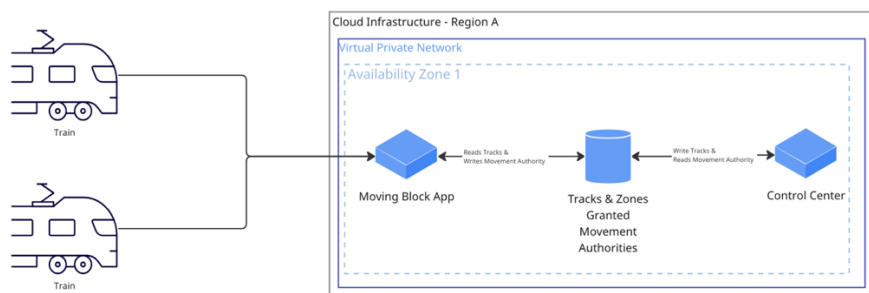 Cloud Infrastructure - Region A
Virtual Private Network
Availability Zone 1
Train
Reads Tracks &
Writes Movement Authority
Write Tracks &
Reads Movement Authority
Moving Block App
Tracks & Zones
Granted
Movement
Authorities
Control Center
Train